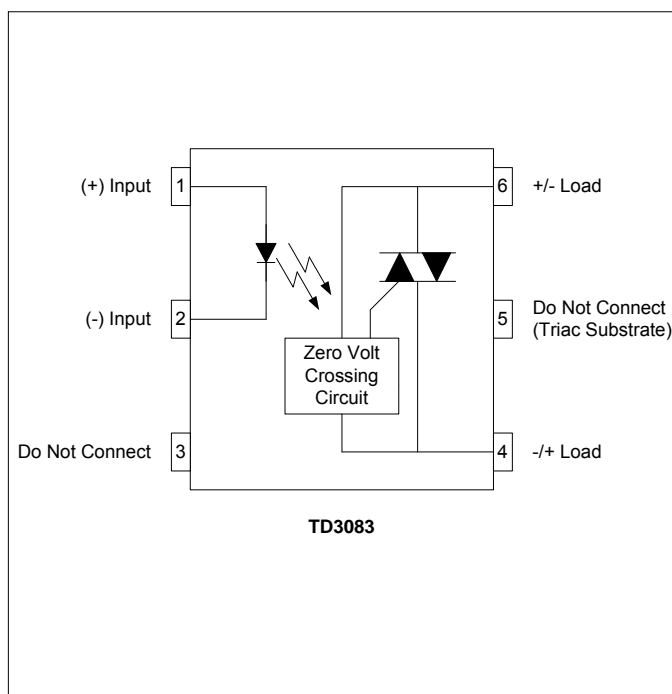 (+) Input
1
6
+/- Load
(-) Input
2
5
Do Not Connect
(Triac Substrate)
Zero Volt
Crossing
Circuit
Do Not Connect
3
4
-/+ Load
TD3083